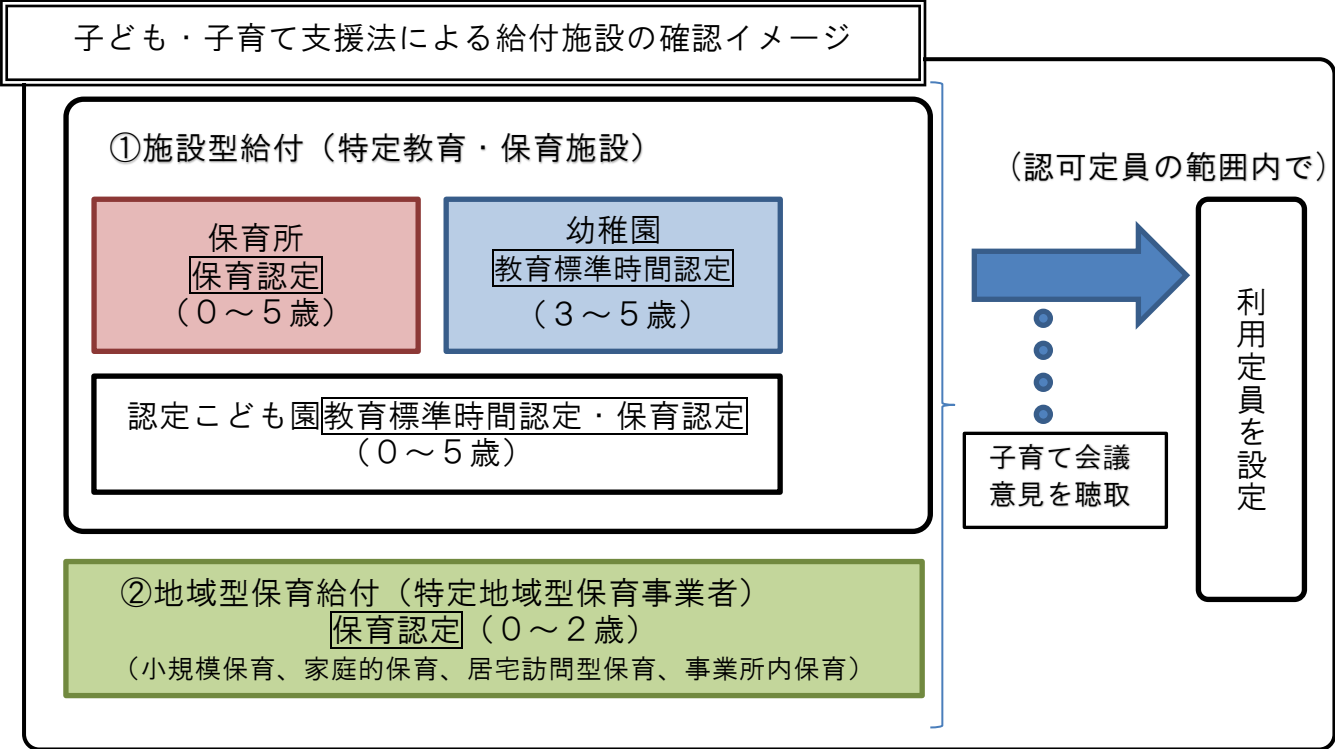 子ども・子育て支援法による給付施設の確認イメージ
①施設型給付（特定教育・保育施設）
保育所
保育認定
（０～５歳）
幼稚園
教育標準時間認定
（３～５歳）
認定こども園教育標準時間認定・保育認定
（０～５歳）
②地域型保育給付（特定地域型保育事業者）
保育認定（０～２歳）
（小規模保育、家庭的保育、居宅訪問型保育、事業所内保育）
（認可定員の範囲内で）
子育て会議
意見を聴取
利用定員を設定